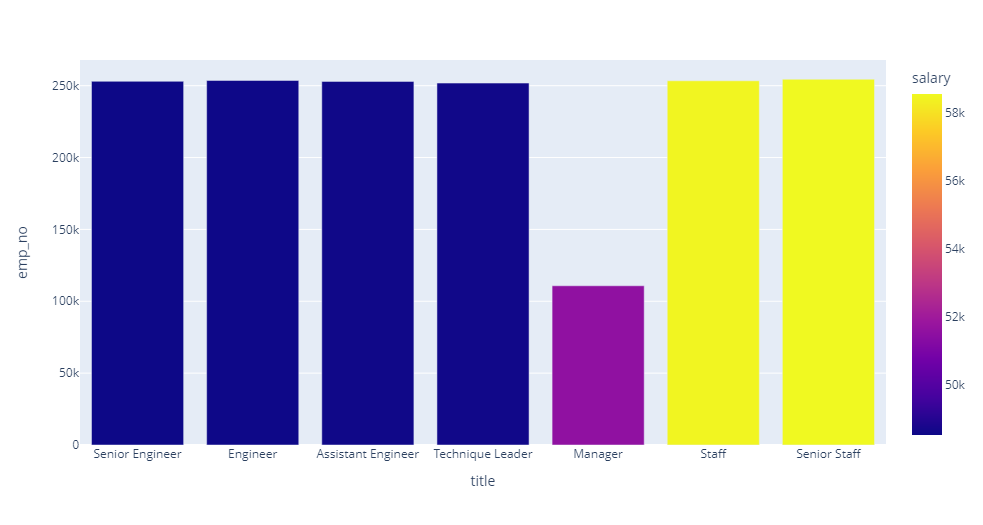 salary
58k
56k
54k
52k
50k
emp_no
250k
200k
150k
100k
50k
0
Senior Engineer
Engineer
Assistant Engineer
Technique Leader
Manager
Staff
Senior Staff
title